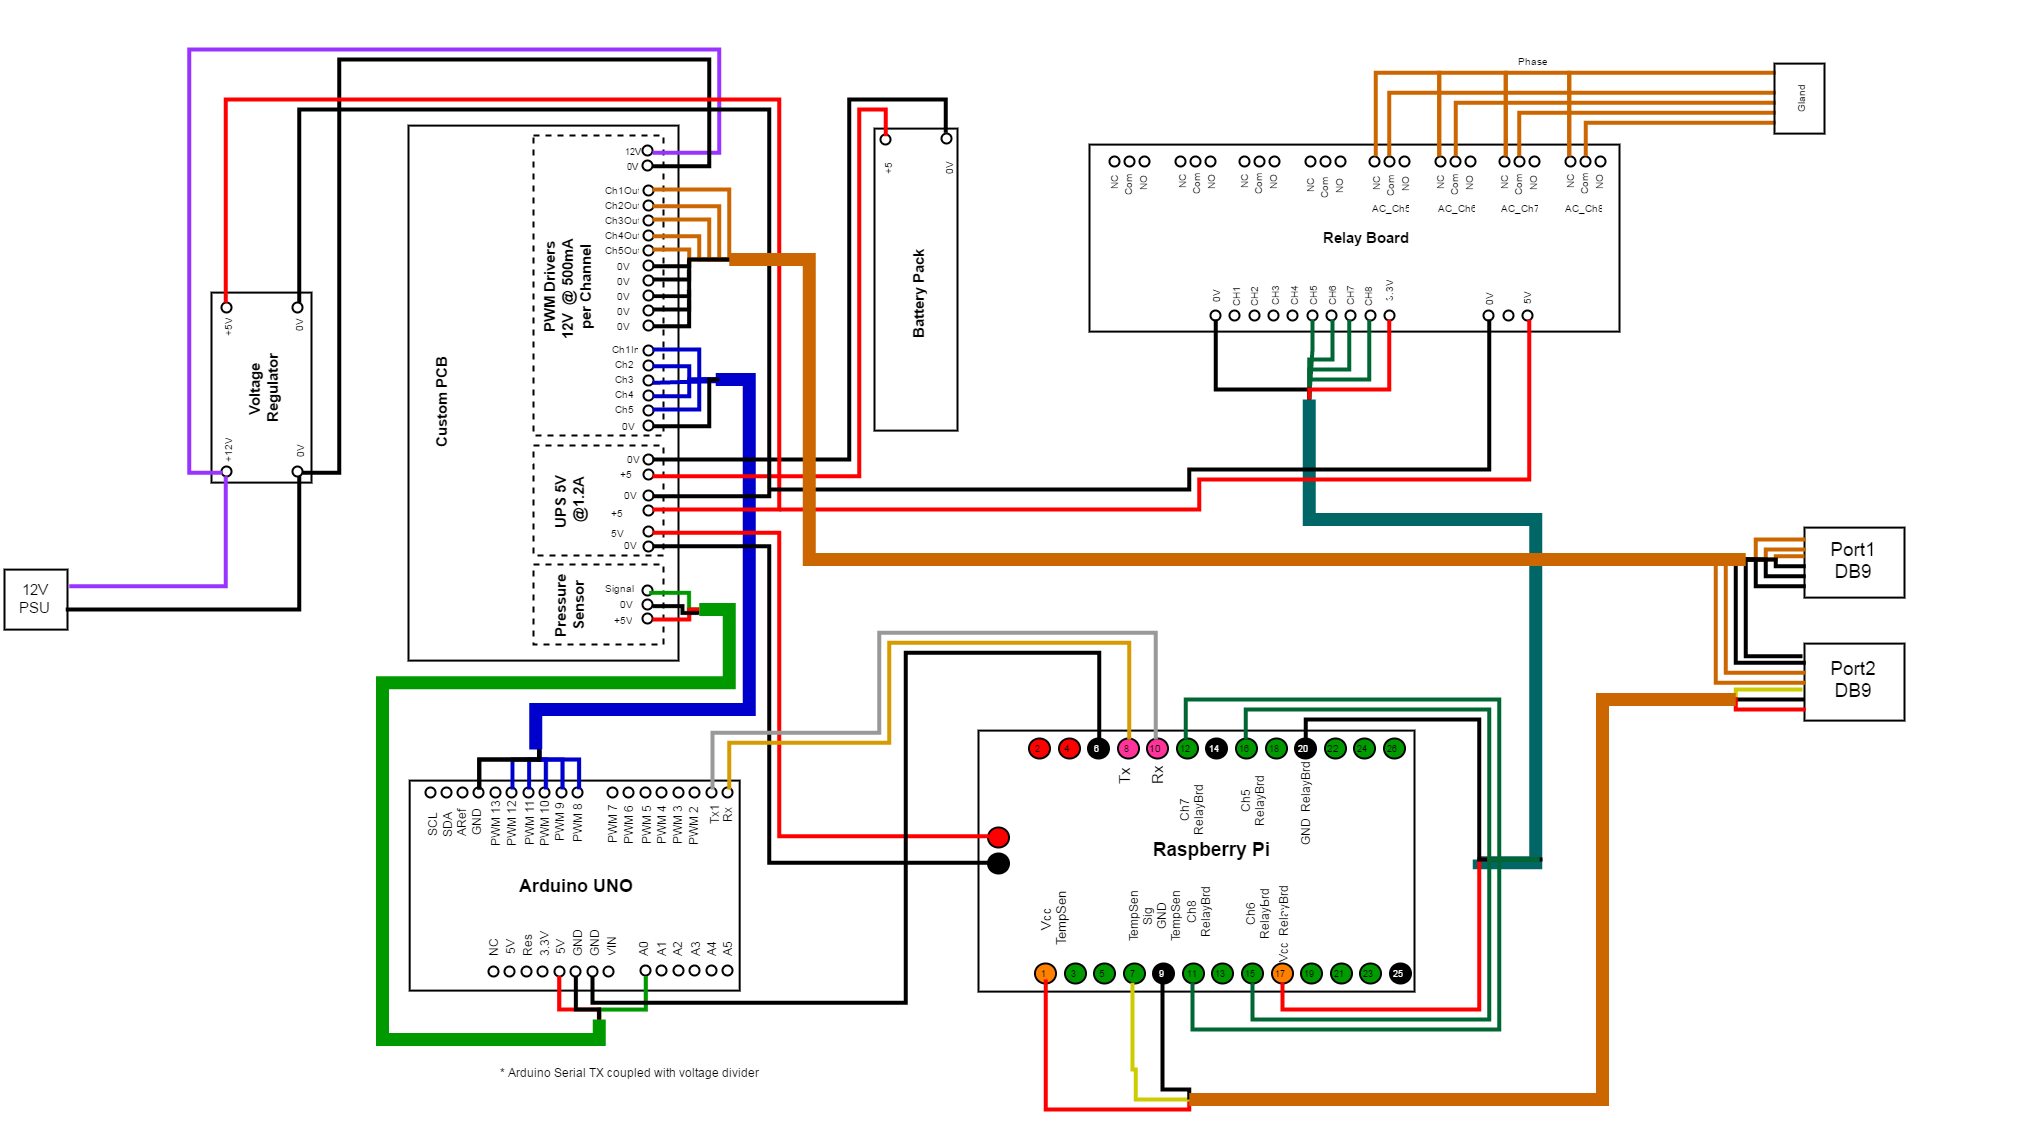 Phase
Gland
12V
0V
Ch1Ou
Ch2Ou
Ch3Ou
Ch4Ou
Ch5Ou
0V
0V
0V
0V
0V
PWM Drivers
12V @ 500mA
per Channel
Ch1In
Ch2
Ch3
Ch4
Ch5
0V
Custom PCB
0V
+5
0V
+5
5V
0V
UPS 5V
@1.2A
Signal
0V
+5V
Pressure
Sensor
+5
0V
Battery Pack
+5V
0V
Voltage
Regulator
+12V
0V
12V
PSU
NC
Com
NO
NC
Com
NO
NC
Com
NO
NC
Com
NO
NC
Com
NO
NC
Com
NO
NC
Com
NO
NC
Com
NO
AC_Ch5
AC_Ch6
AC_Ch7
AC_Ch8
Relay Board
0V
CH1
CH2
CH3
CH4
CH5
CH6
CH7
CH8
3.3V
0V
5V
Port1
DB9
Port2
DB9
SCL
SDA
ARef
GND
PWM 13
PWM 12
PWM 11
PWM 10
PWM 9
PWM 8
PWM 7
PWM 6
PWM 5
PWM 4
PWM 3
PWM 2
Tx1
Rx
Arduino UNO
NC
5V
Res
3.3V
5V
GND
GND
VIN
A0
A1
A2
A3
A4
A5
* Arduino Serial TX coupled with voltage divider
2
4
6
8
10
12
14
16
18
20
22
24
26
Tx
Rx
Ch7
RelayBrd
Ch5
RelayBrd
GND RelayBrd
Raspberry Pi
Vcc
TempSen
TempSen
Sig
GND
TempSen
Ch8
RelayBrd
Ch6
RelayBrd
Vcc RelayBrd
1
3
5
7
9
11
13
15
17
19
21
23
25